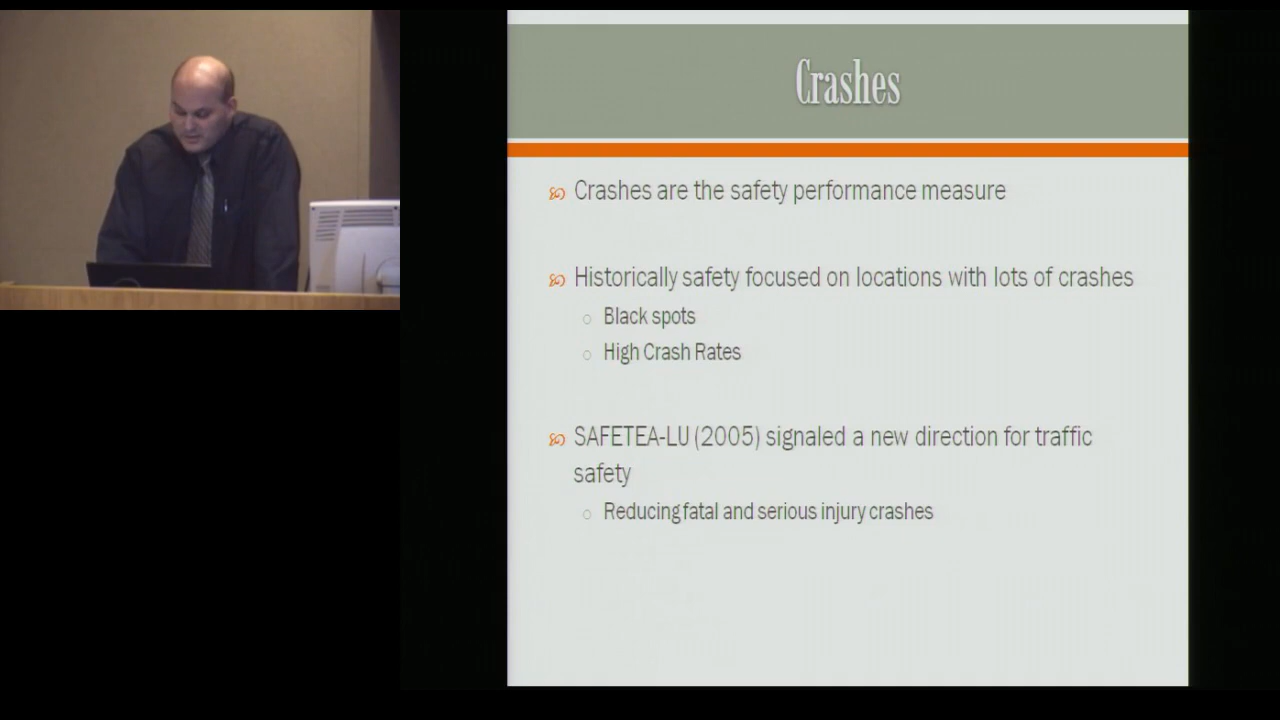 Crashes
Crashes are the safety performance measure
Historically safety focused on locations with lots of crashes
Black spots
High Crash Rates
SAFETEA-LU (2005) signaled a new direction for traffic
safety
Reducing fatal and serious injury crashes